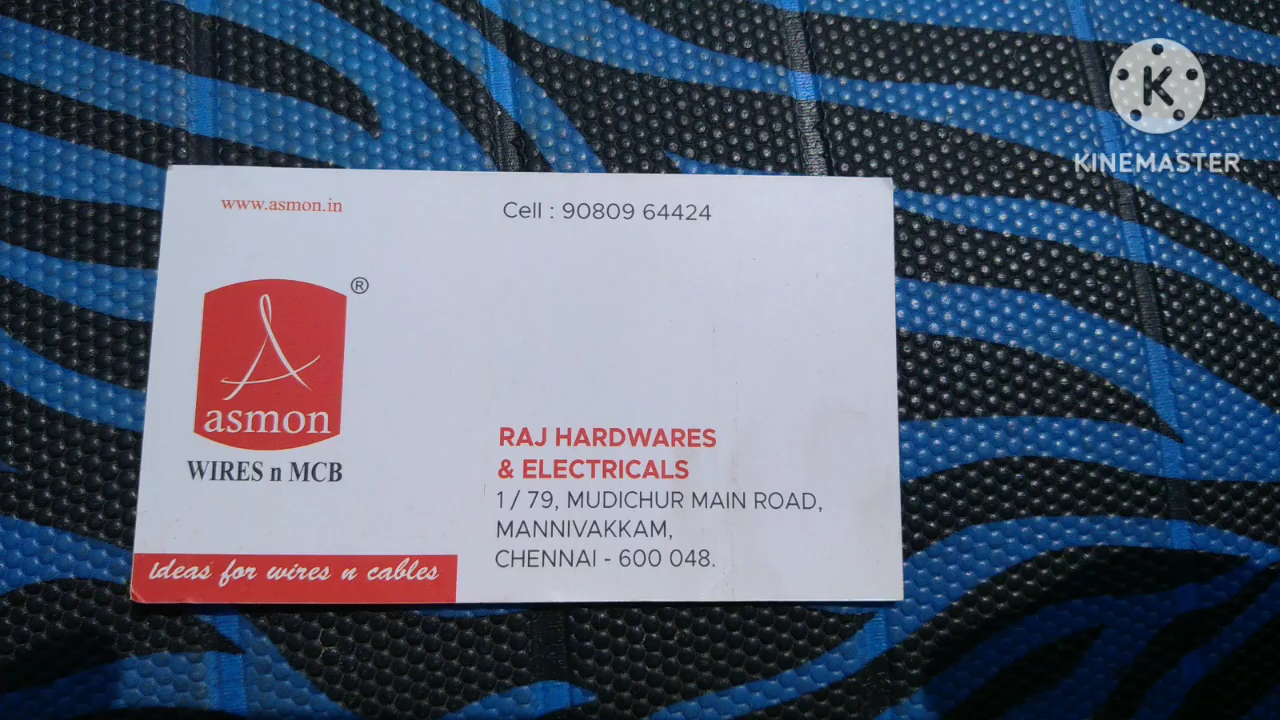 K
KINEMASTER
www.asmon.in
Cell : 90809 64424
®
A
asmon
WIRES n MCB
RAJ HARDWARES
& ELECTRICALS
1 / 79, MUDICHUR MAIN ROAD,
MANNIVAKKAM,
CHENNAI - 600 048.
ideas for wires n cables